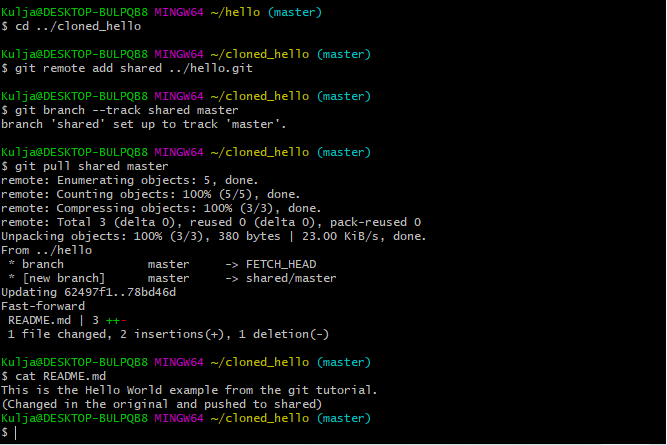 Kulja@DESKTOP-BULPQB8 MINGW64 ~/hello (master)
$ cd ../cloned_hello
Kulja@DESKTOP-BULPQB8 MINGW64 ~/cloned_hello (master)
$ git remote add shared ../hello.git
Kulja@DESKTOP-BULPQB8 MINGW64 ~/cloned_hello (master)
$ git branch --track shared master
branch 'shared' set up to track 'master'.
Kulja@DESKTOP-BULPQB8 MINGW64 ~/cloned_hello (master)
$ git pull shared master
remote: Enumerating objects: 5, done.
remote: Counting objects: 100% (5/5), done.
remote: Compressing objects: 100% (3/3), done.
remote: Total 3 (delta 0), reused 0 (delta 0), pack-reused 0
Unpacking objects: 100% (3/3), 380 bytes | 23.00 KiB/s, done.
From ../hello
 * branch            master     -> FETCH_HEAD
 * [new branch]      master     -> shared/master
Updating 62497f1..78bd46d
Fast-forward
 README.md | 3 ++-
 1 file changed, 2 insertions(+), 1 deletion(-)
Kulja@DESKTOP-BULPQB8 MINGW64 ~/cloned_hello (master)
$ cat README.md
This is the Hello World example from the git tutorial.
(Changed in the original and pushed to shared)
Kulja@DESKTOP-BULPQB8 MINGW64 ~/cloned_hello (master)
$